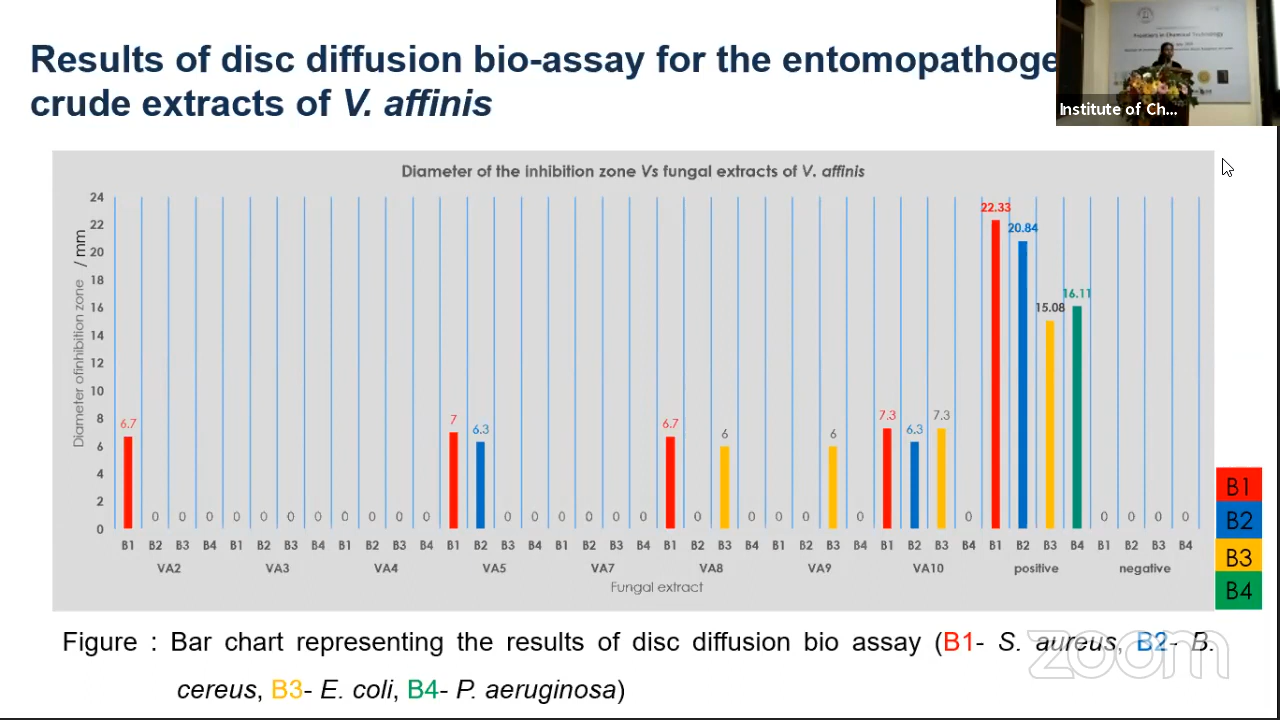 Results of disc diffusion bio-assay for the entomopathoge
crude extracts of V. affinis
Frontiers in Chemical Technology
Institute of Ch...
Diameter of the inhibition zone Vs fungal extracts of V. affinis
Diameter ofinhibition zone / mm
24
22
20
18
16
14
12
10
8
6
4
2
0
6.7 0 0 0 0 0 0 0 0 0 0 0 7 6.3 0 0 0 0 0 0 6.7 0 6 0 0 0 6 0 7.3 6.3 7.3 0 22.33 20.84 15.08 16.11 0 0 0 0
B1 B2 B3 B4 B1 B2 B3 B4 B1 B2 B3 B4 B1 B2 B3 B4 B1 B2 B3 B4 B1 B2 B3 B4 B1 B2 B3 B4 B1 B2 B3 B4 B1 B2 B3 B4 B1 B2 B3 B4
VA2 VA3 VA4 VA5 VA7 VA8 VA9 VA10 positive negative
Fungal extract
B1
B2
B3
B4
Figure : Bar chart representing the results of disc diffusion bio assay (B1- S. aureus, B2- B.
cereus, B3- E. coli, B4- P. aeruginosa)
zoom